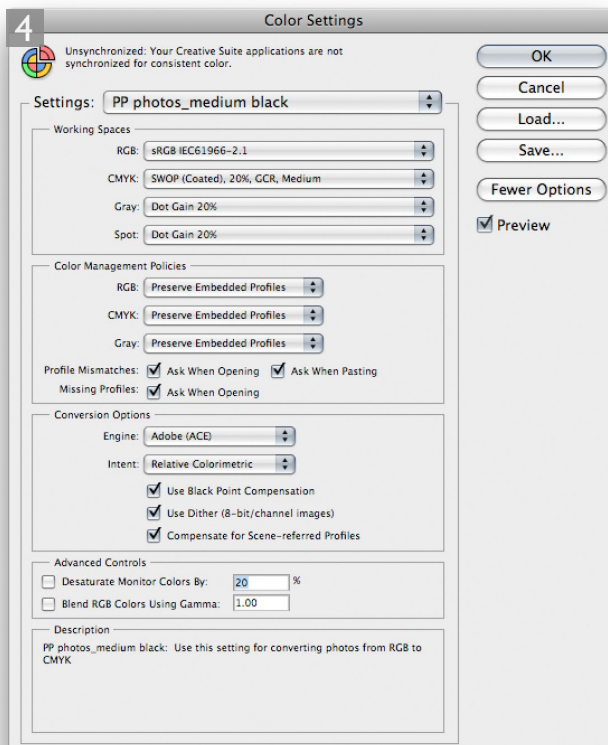 4
Color Settings
Unsynchronized: Your Creative Suite applications are not
synchronized for consistent color.
Settings: PP photos_medium black
Working Spaces
RGB: sRGB IEC61966-2.1
CMYK: SWOP (Coated), 20%, GCR, Medium
Gray: Dot Gain 20%
Spot: Dot Gain 20%
Color Management Policies
RGB: Preserve Embedded Profiles
CMYK: Preserve Embedded Profiles
Gray: Preserve Embedded Profiles
Profile Mismatches: Ask When Opening Ask When Pasting
Missing Profiles: Ask When Opening
Conversion Options
Engine: Adobe (ACE)
Intent: Relative Colorimetric
Use Black Point Compensation
Use Dither (8-bit/channel images)
Compensate for Scene-referred Profiles
Advanced Controls
Desaturate Monitor Colors By: 20 %
Blend RGB Colors Using Gamma: 1.00
Description
PP photos_medium black: Use this setting for converting photos from RGB to
CMYK
OK
Cancel
Load...
Save...
Fewer Options
Preview